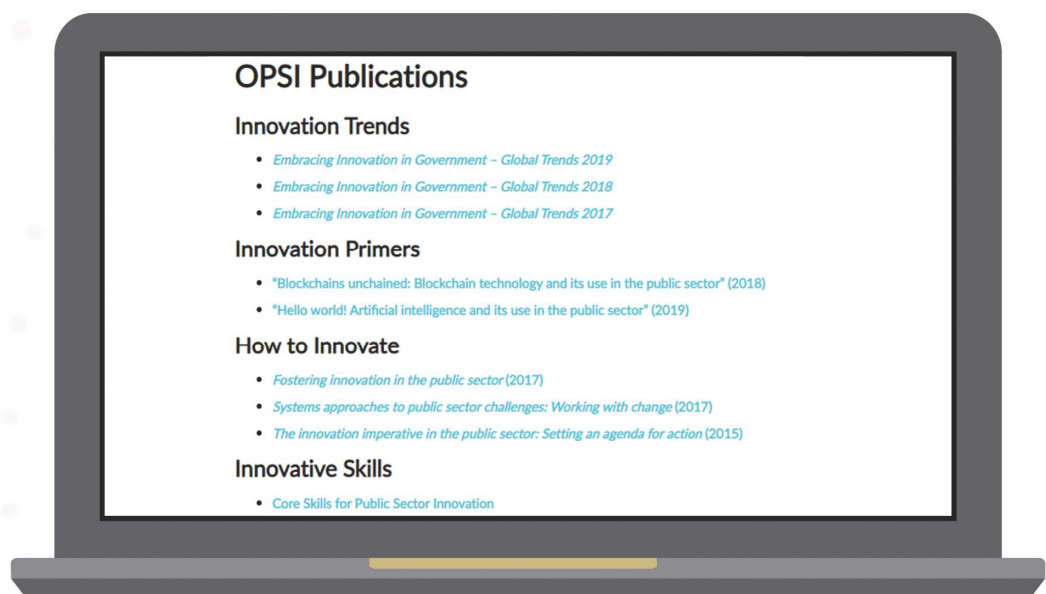 OPSI Publications
Innovation Trends
• Embracing Innovation in Government – Global Trends 2019
• Embracing Innovation in Government – Global Trends 2018
• Embracing Innovation in Government – Global Trends 2017
Innovation Primers
• “Blockchains unchained: Blockchain technology and its use in the public sector” (2018)
• “Hello world! Artificial intelligence and its use in the public sector” (2019)
How to Innovate
• Fostering innovation in the public sector (2017)
• Systems approaches to public sector challenges: Working with change (2017)
• The innovation imperative in the public sector: Setting an agenda for action (2015)
Innovative Skills
• Core Skills for Public Sector Innovation